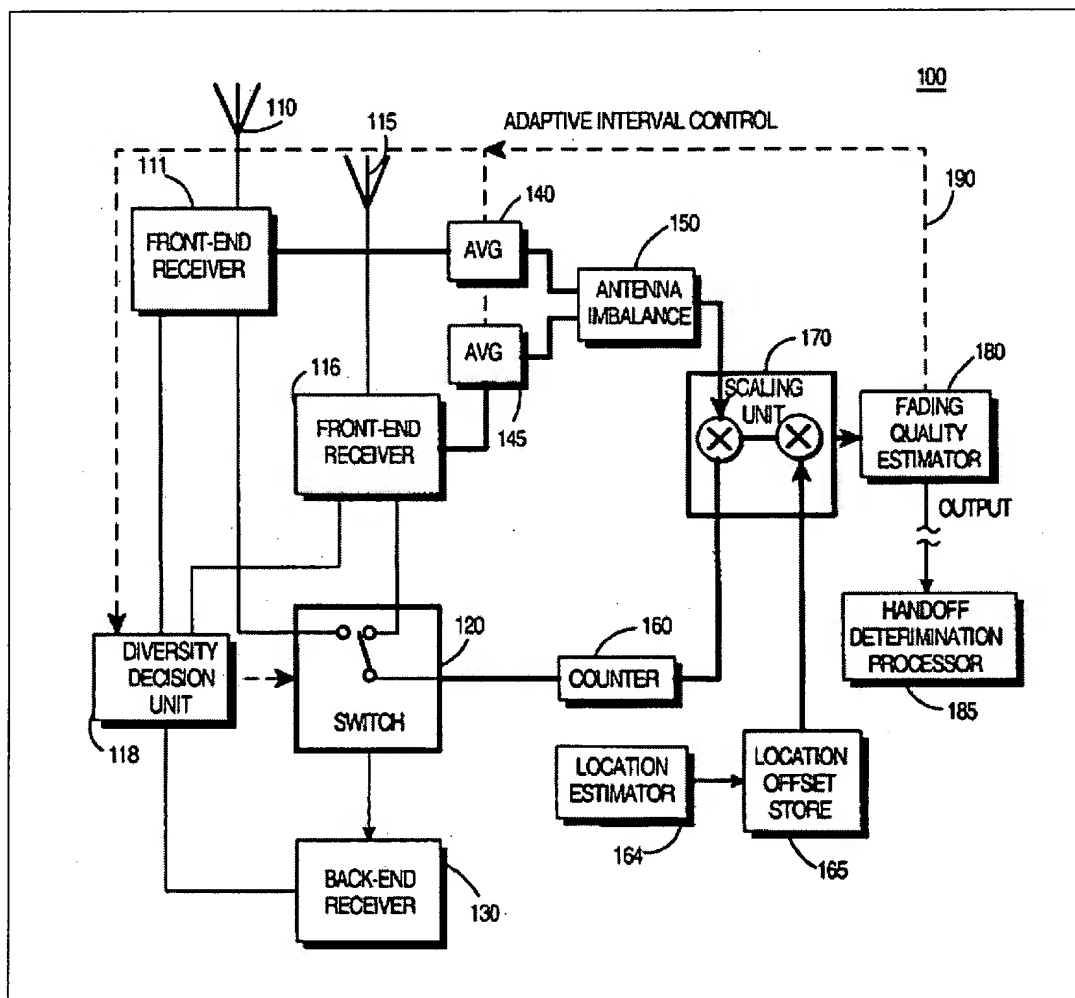 100
110
115
ADAPTIVE INTERVAL CONTROL
111
140
190
FRONT-END
RECEIVER
AVG
150
ANTENNA
IMBALANCE
170
180
116
AVG
145
SCALING
UNIT
FADING
QUALITY
ESTIMATOR
FRONT-END
RECEIVER
OUTPUT
120
160
HANDOFF
DETERIMINATION
PROCESSOR
185
DIVERSITY
DECISION
UNIT
118
SWITCH
COUNTER
LOCATION
ESTIMATOR
164
LOCATION
OFFSET
STORE
165
BACK-END
RECEIVER
130